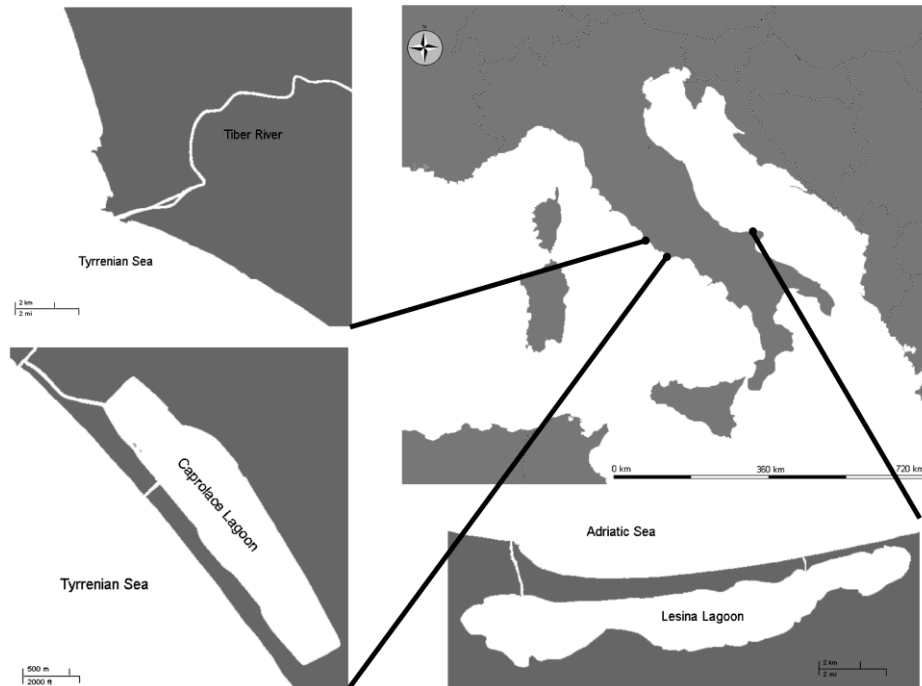 Tiber River
Tyrrenian Sea
2 km
2 mi
0 km
360 km
720 km
Caprolace Lagoon
Tyrrenian Sea
500 m
2000 ft
Adriatic Sea
Lesina Lagoon
2 km
2 mi